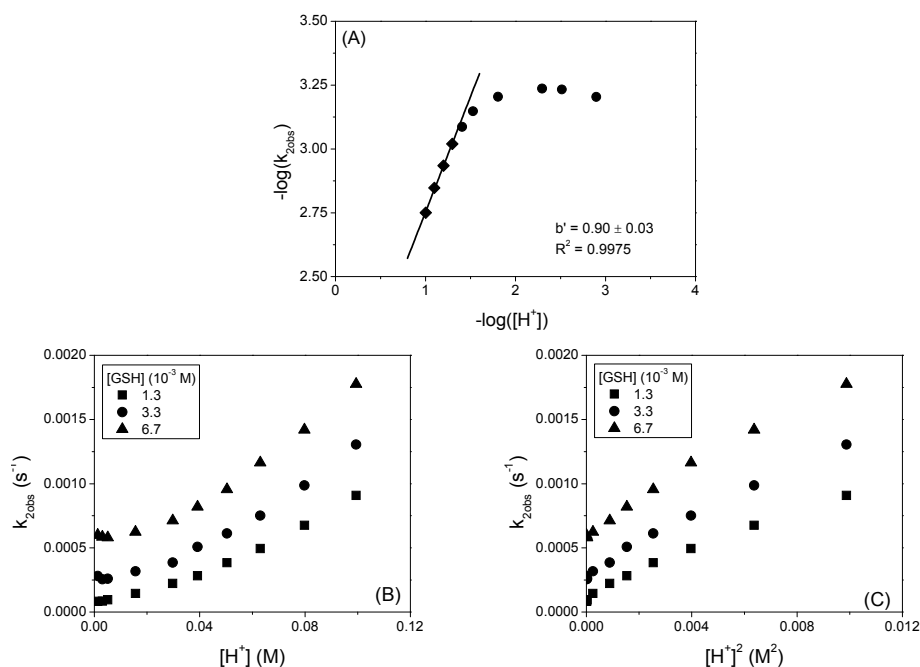 (A)
3.50
3.25
3.00
2.75
2.50
-log(k2obs)
b' = 0.90 ± 0.03
R² = 0.9975
0 1 2 3 4
-log([H⁺])
0.0020
0.0015
0.0010
0.0005
0.0000
k2obs (s⁻¹)
[GSH] (10⁻³ M)
1.3
3.3
6.7
(B)
0.00 0.04 0.08 0.12
[H⁺] (M)
0.0020
0.0015
0.0010
0.0005
0.0000
k2obs (s⁻¹)
[GSH] (10⁻³ M)
1.3
3.3
6.7
(C)
0.000 0.004 0.008 0.012
[H⁺]² (M²)